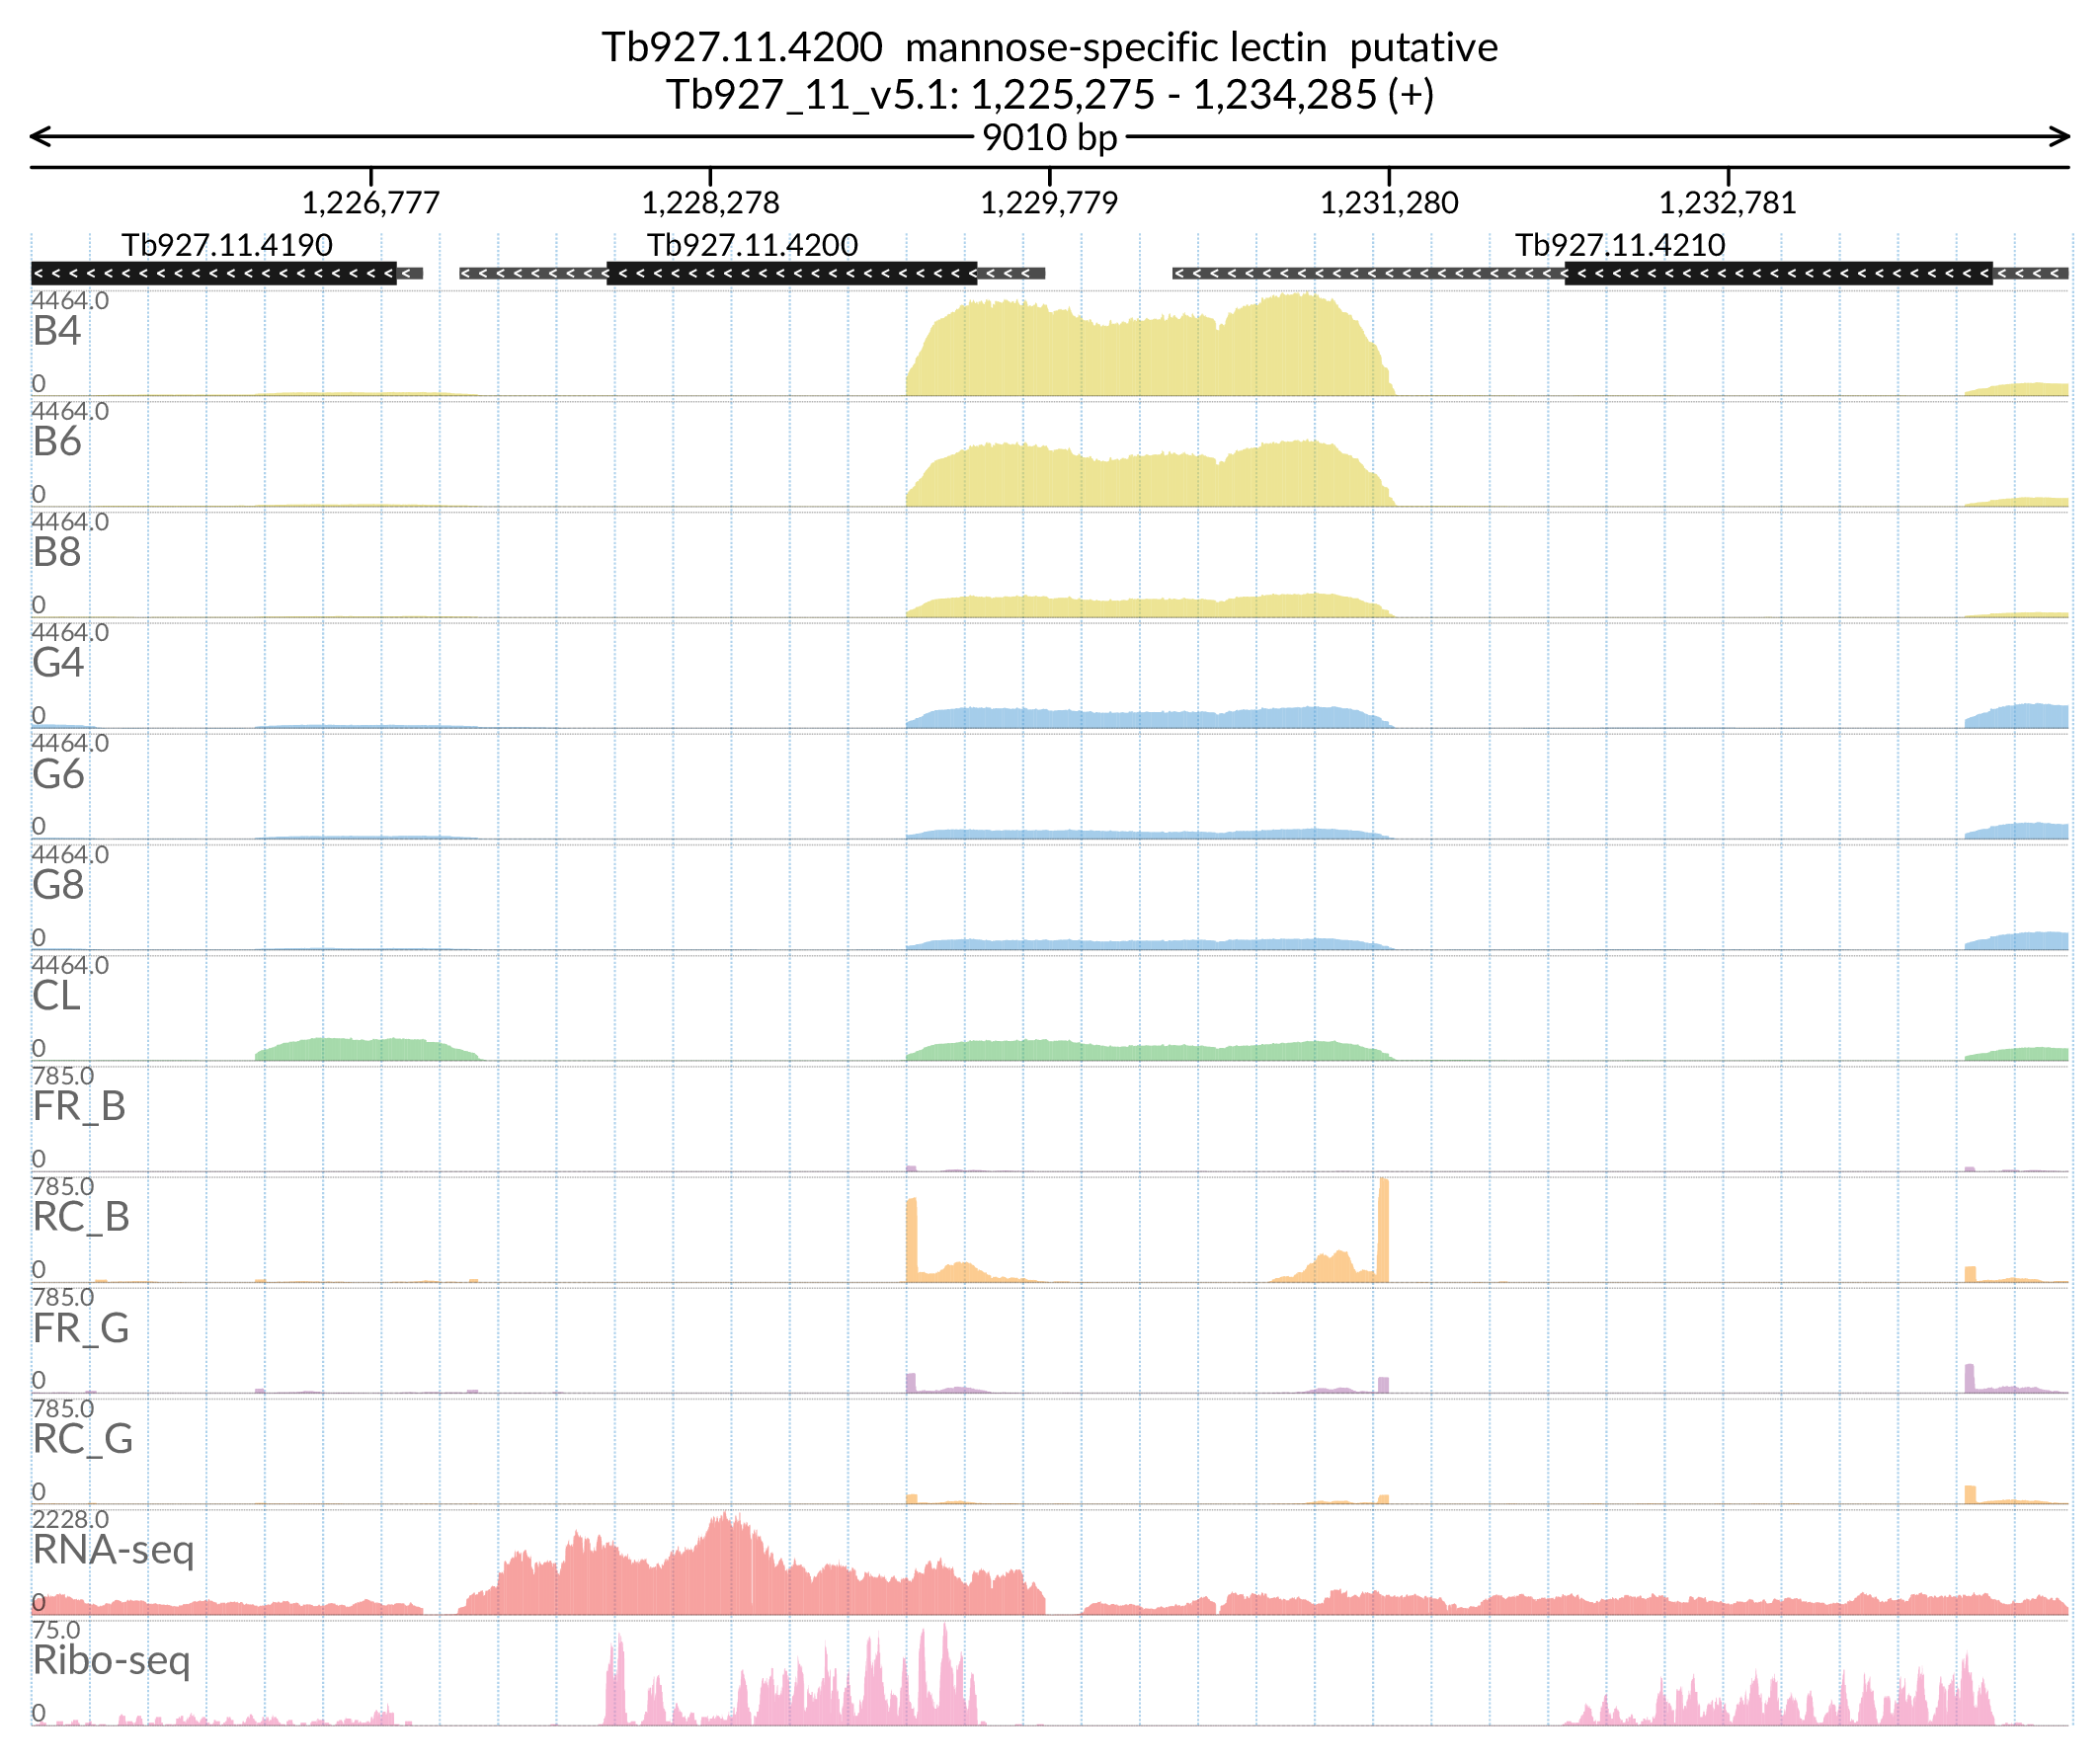 Tb927.11.4200 mannose-specific lectin putative
Tb927_11_v5.1: 1,225,275 - 1,234,285 (+)
9010 bp
1,226,777 1,228,278 1,229,779 1,231,280 1,232,781
Tb927.11.4190 Tb927.11.4200 Tb927.11.4210
4464.0
B4
0
4464.0
B6
0
4464.0
B8
0
4464.0
G4
0
4464.0
G6
0
4464.0
G8
0
4464.0
CL
0
785.0
FR_B
0
785.0
RC_B
0
785.0
FR_G
0
785.0
RC_G
0
2228.0
RNA-seq
0
75.0
Ribo-seq
0